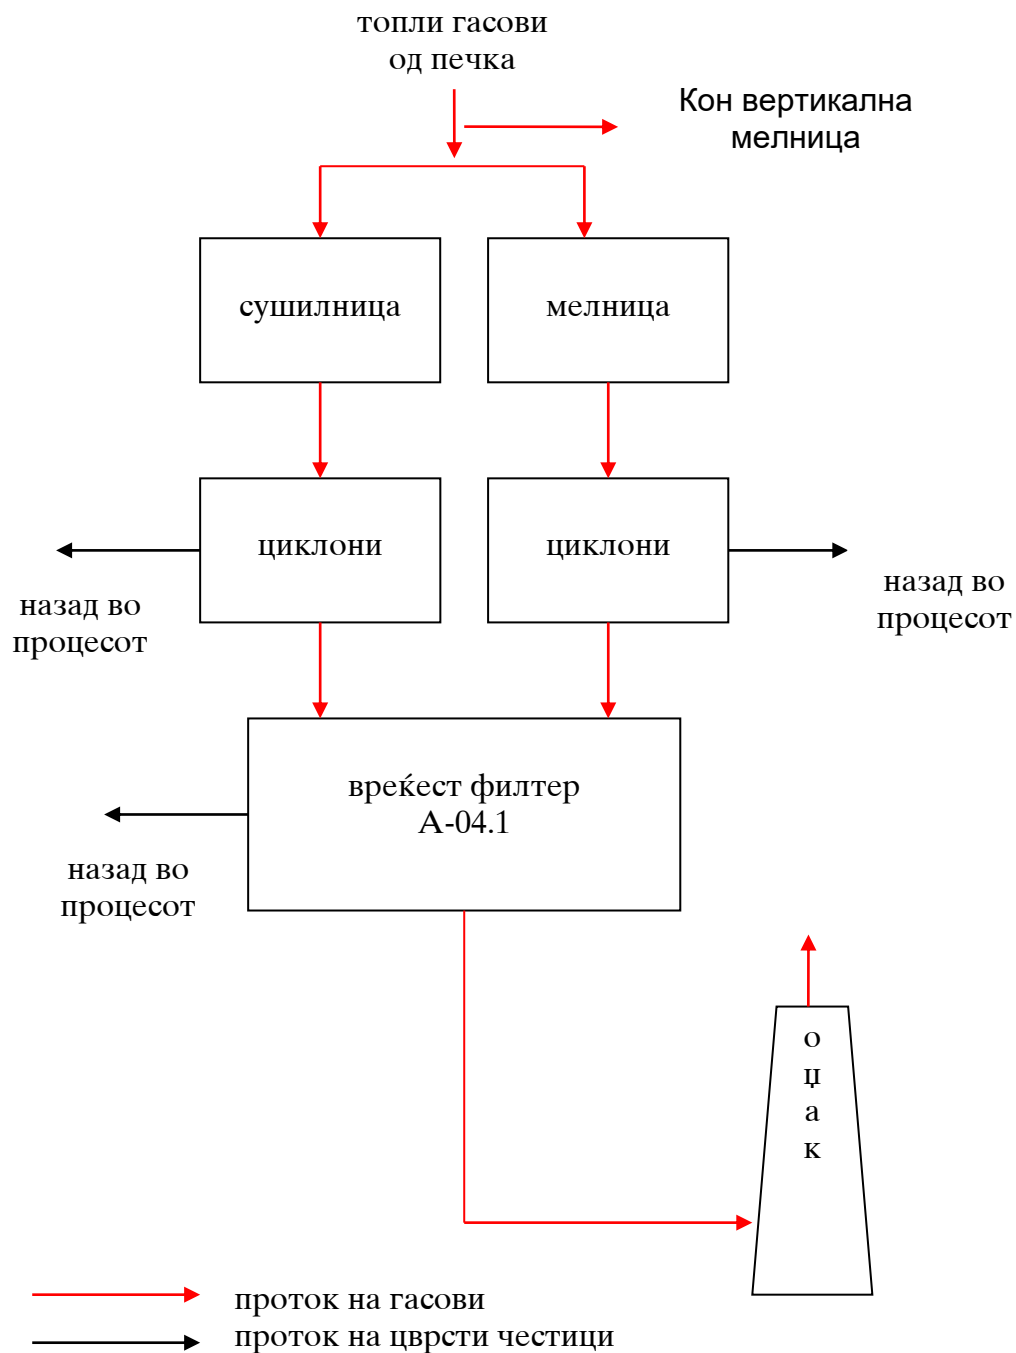 топли гасови
од печка
Кон вертикална
мелница
сушилница
мелница
циклони
циклони
назад во
процесот
назад во
процесот
вреќест филтер
А-04.1
назад во
процесот
о
џ
а
к
проток на гасови
проток на цврсти честици